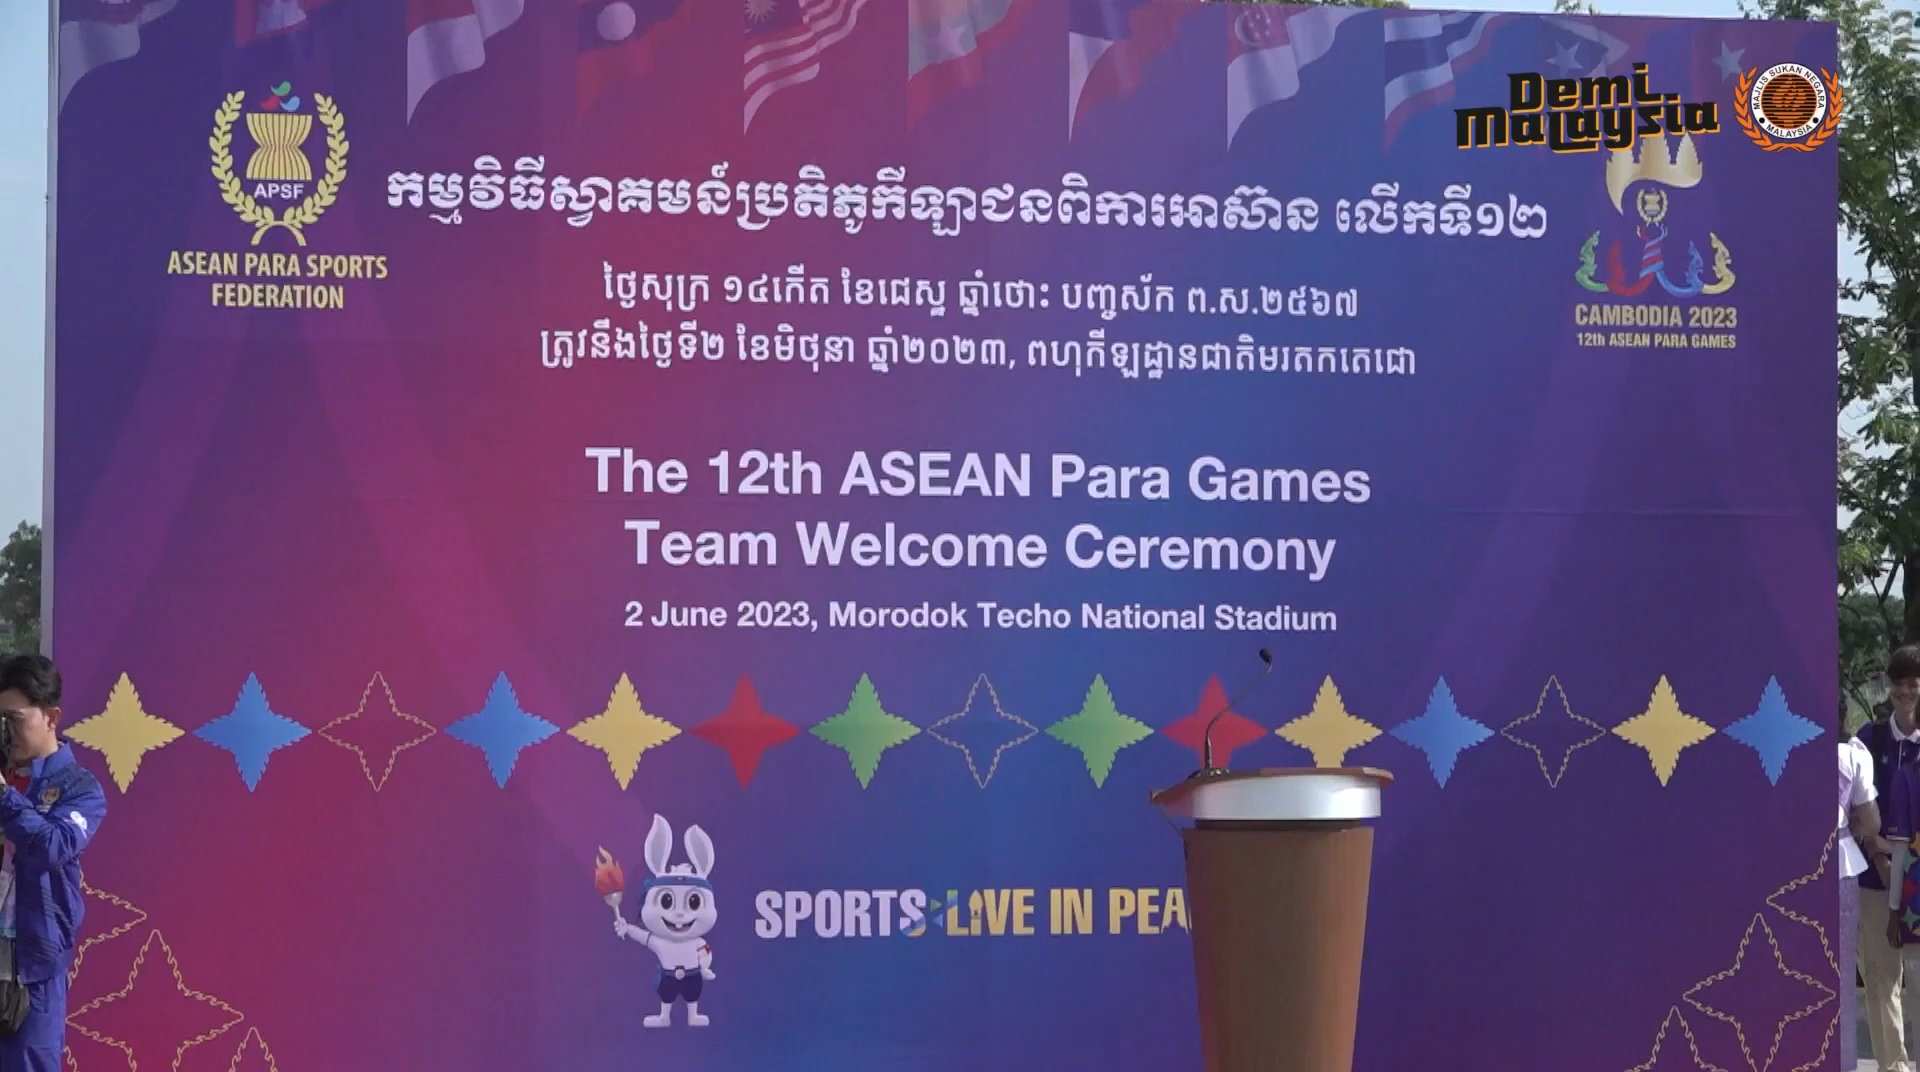 Demi
Malaysia
MAJLIS SUKAN NEGARA
MALAYSIA
APSF
ASEAN PARA SPORTS
FEDERATION
កម្មវិធីស្វាគមន៍ប្រតិភូកីឡាជនពិការអាស៊ាន លើកទី១២
ថ្ងៃសុក្រ ១៤កើត ខែជេស្ឋ ឆ្នាំថោះ បញ្ចស័ក ព.ស.២៥៦៧
ត្រូវនឹងថ្ងៃទី២ ខែមិថុនា ឆ្នាំ២០២៣, ពហុកីឡដ្ឋានជាតិមរតកតេជោ
CAMBODIA 2023
12th ASEAN PARA GAMES
The 12th ASEAN Para Games
Team Welcome Ceremony
2 June 2023, Morodok Techo National Stadium
SPORTS: LIVE IN PEA